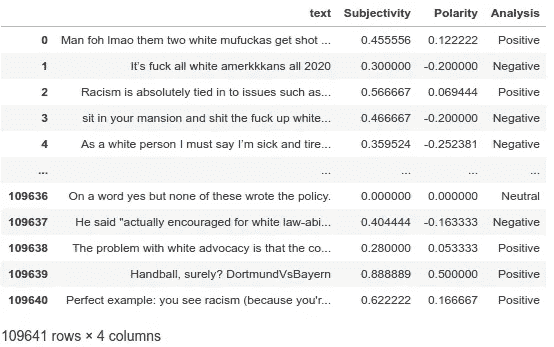 text Subjectivity Polarity Analysis
0 Man foh lmao them two white mufuckas get shot ... 0.455556 0.122222 Positive
1 It's fuck all white amerkkkans all 2020 0.300000 -0.200000 Negative
2 Racism is absolutely tied in to issues such as... 0.566667 0.069444 Positive
3 sit in your mansion and shit the fuck up white... 0.466667 -0.200000 Negative
4 As a white person I must say I'm sick and tire... 0.359524 -0.252381 Negative
... ... ... ... ...
109636 On a word yes but none of these wrote the policy. 0.000000 0.000000 Neutral
109637 He said "actually encouraged for white law-abi... 0.404444 -0.163333 Negative
109638 The problem with white advocacy is that the co... 0.280000 0.053333 Positive
109639 Handball, surely? DortmundVsBayern 0.888889 0.500000 Positive
109640 Perfect example: you see racism (because you'r... 0.622222 0.166667 Positive
109641 rows × 4 columns